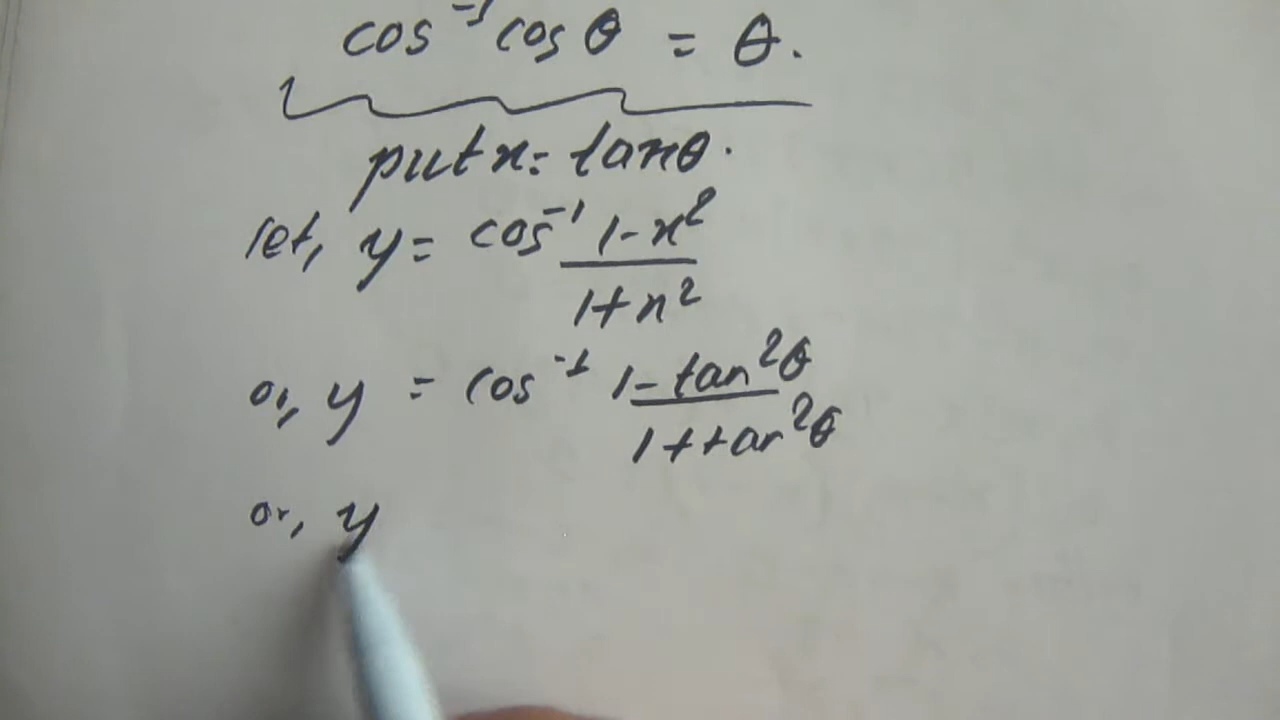 cos⁻¹ cos θ = θ.
put x = tanθ.
let, y = cos⁻¹ 1-x² / 1+x²
or, y = cos⁻¹ 1-tan²θ / 1+tan²θ
or, y